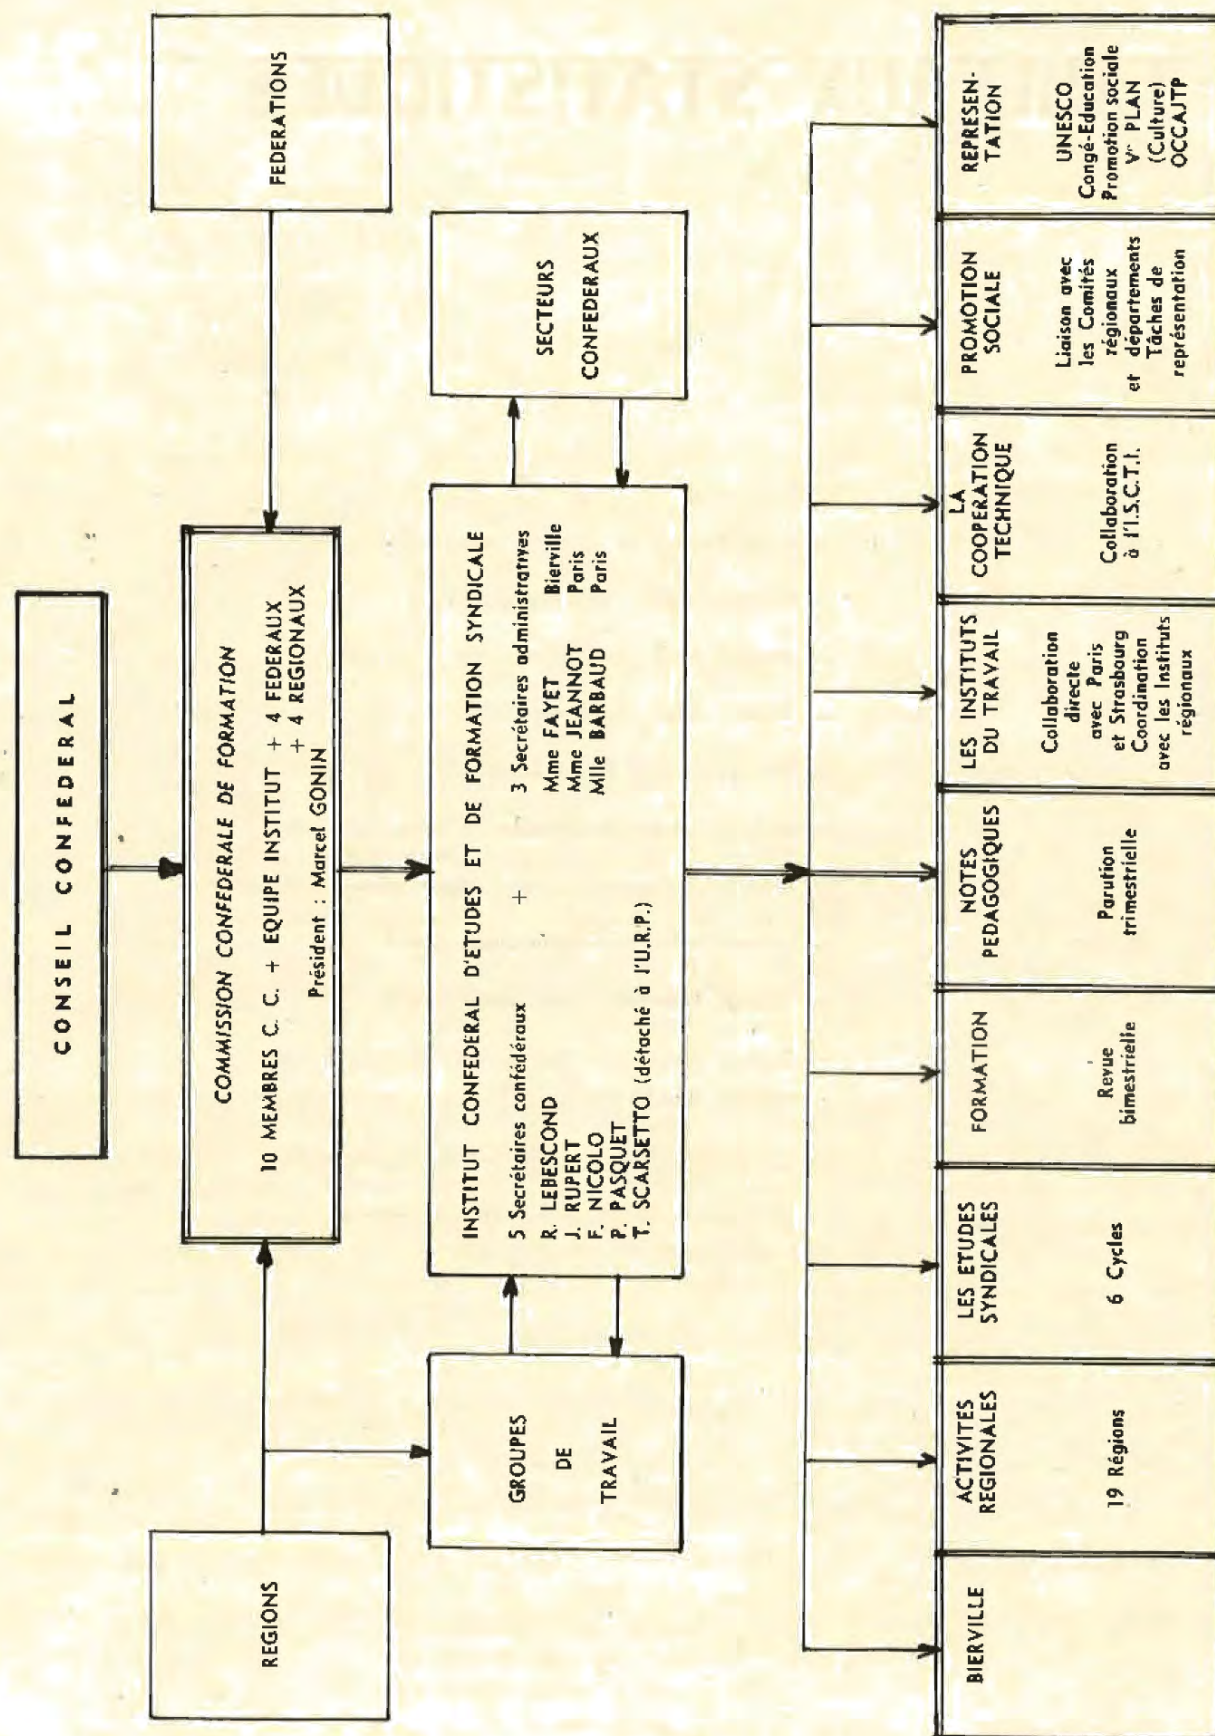 CONSEIL CONFEDERAL
COMMISSION CONFEDERALE DE FORMATION
10 MEMBRES C. C. + EQUIPE INSTITUT + 4 FEDERAUX
+ 4 REGIONAUX
Président : Marcel GONIN
REGIONS
FEDERATIONS
GROUPES
DE
TRAVAIL
INSTITUT CONFEDERAL D'ETUDES ET DE FORMATION SYNDICALE
5 Secrétaires confédéraux + 3 Secrétaires administratives
R. LEBESCOND Mme FAYET Bierville
J. RUPERT Mme JEANNOT Paris
F. NICOLO Mlle BARBAUD Paris
P. PASQUET
T. SCARSETTO (détaché à l'U.R.P.)
SECTEURS
CONFEDERAUX
BIERVILLE
ACTIVITES
REGIONALES
19 Régions
LES ETUDES
SYNDICALES
6 Cycles
FORMATION
Revue
bimestrielle
NOTES
PEDAGOGIQUES
Parution
trimestrielle
LES INSTITUTS
DU TRAVAIL
Collaboration
directe
avec Paris
et Strasbourg
Coordination
avec les Instituts
régionaux
LA
COOPERATION
TECHNIQUE
Collaboration
à l'I.S.C.T.I.
PROMOTION
SOCIALE
Liaison avec
les Comités
régionaux
et départements
Tâches de
représentation
REPRESEN-
TATION
UNESCO
Congé-Education
Promotion sociale
Ve PLAN
(Culture)
OCCAJTP